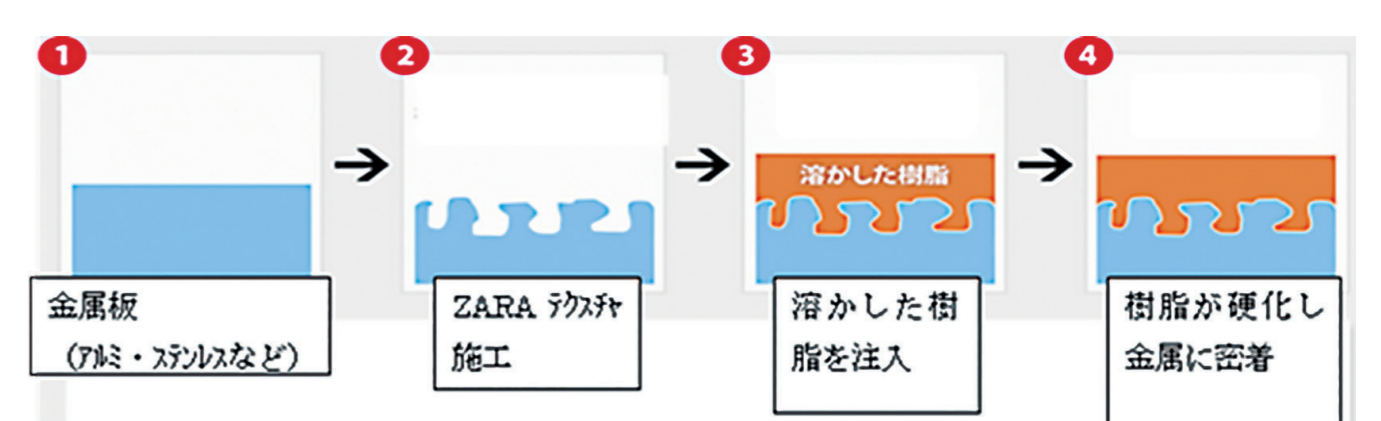 1
金属板
(ｱﾙﾐ・ｽﾃﾝﾚｽなど)
2
ZARA ﾃｸｽﾁｬ
施工
3
溶かした樹脂
溶かした樹
脂を注入
4
樹脂が硬化し
金属に密着